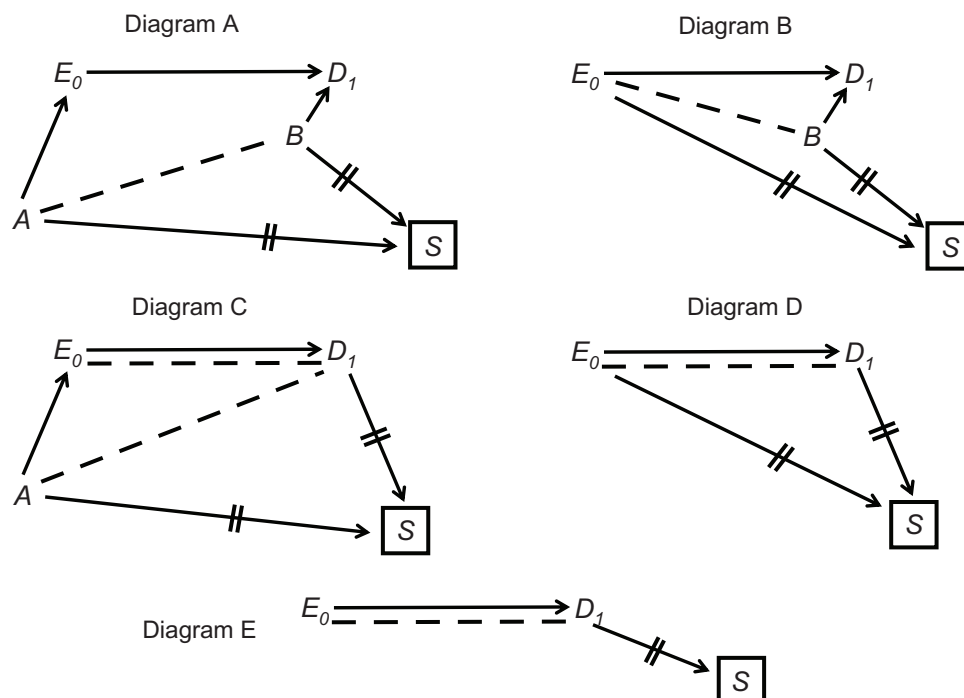 Diagram A
E₀
D₁
B
A
S
Diagram B
E₀
D₁
B
S
Diagram C
E₀
D₁
A
S
Diagram D
E₀
D₁
S
Diagram E
E₀
D₁
S